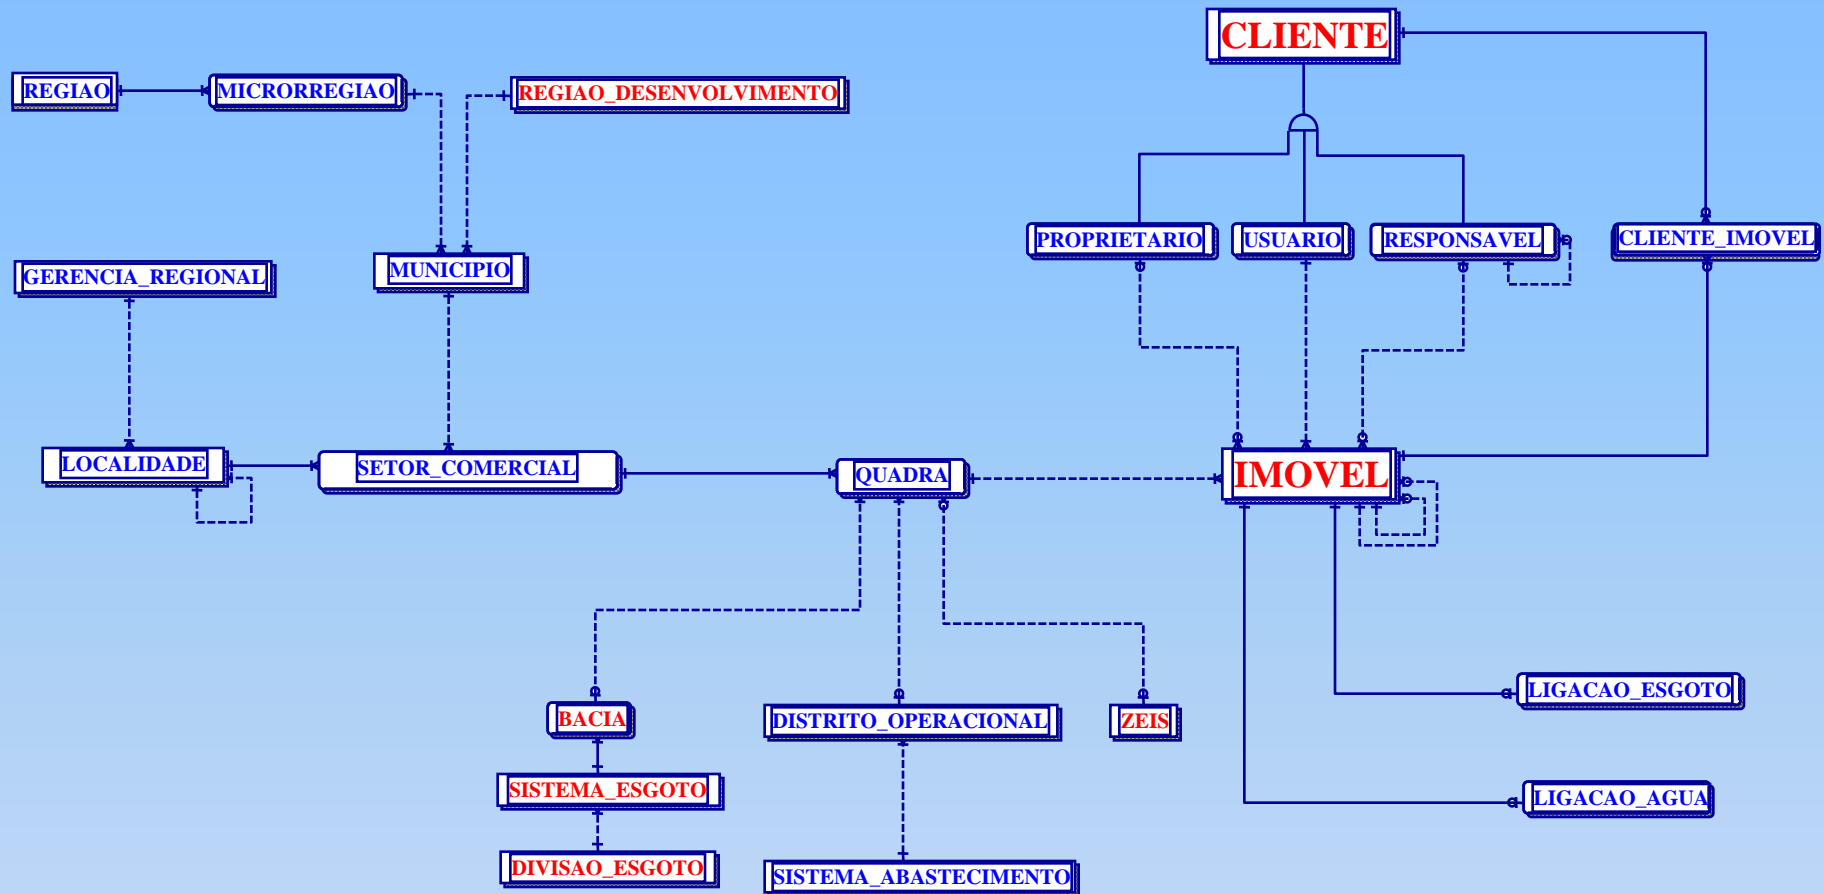 CLIENTE
REGIAO
MICRORREGIAO
REGIAO_DESENVOLVIMENTO
PROPRIETARIO
USUARIO
RESPONSAVEL
CLIENTE_IMOVEL
GERENCIA_REGIONAL
MUNICIPIO
LOCALIDADE
SETOR_COMERCIAL
QUADRA
IMOVEL
LIGACAO_ESGOTO
BACIA
DISTRITO_OPERACIONAL
ZEIS
SISTEMA_ESGOTO
LIGACAO_AGUA
DIVISAO_ESGOTO
SISTEMA_ABASTECIMENTO